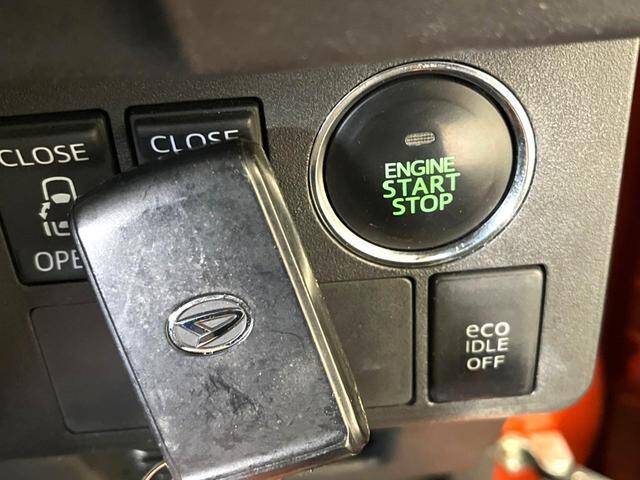 CLOSE
OPE
CLOSE
ENGINE
START
STOP
eco
IDLE
OFF